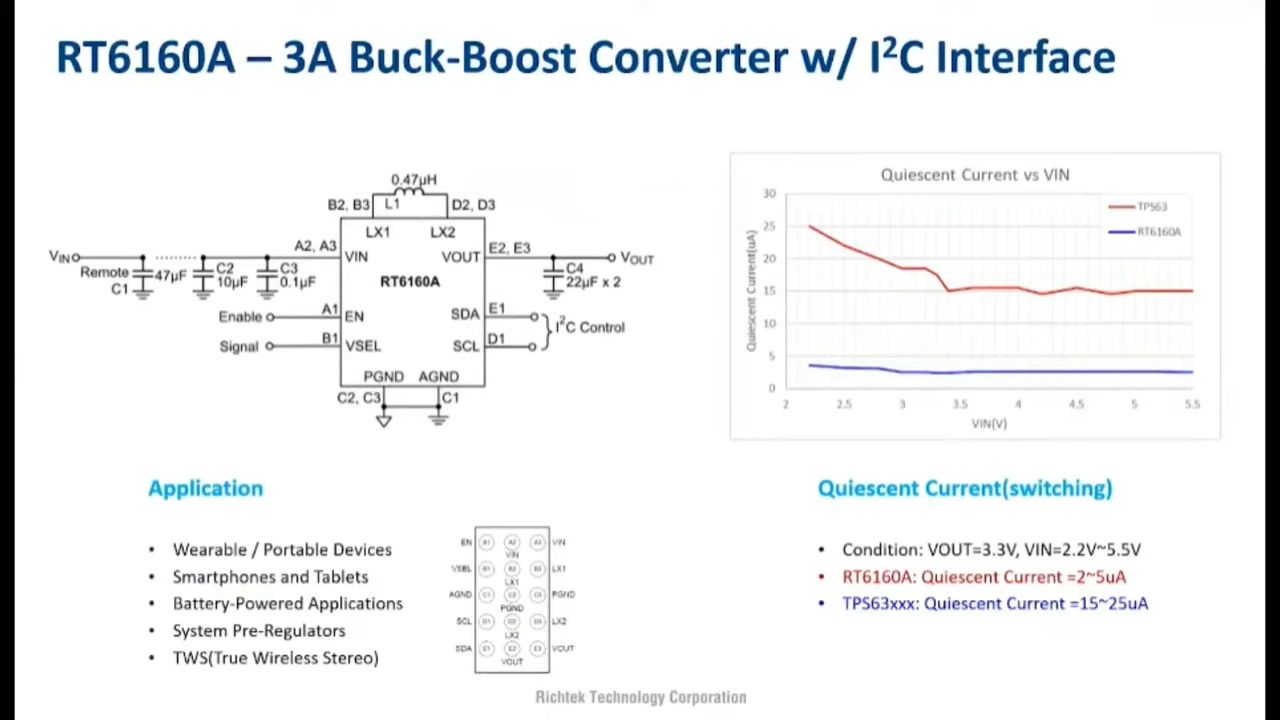 RT6160A – 3A Buck-Boost Converter w/ I²C Interface
0.47µH
B2, B3 L1 D2, D3
LX1 LX2
A2, A3 E2, E3
VIN VIN VOUT VOUT
Remote C1 47µF C2 10µF C3 0.1µF RT6160A C4 22µF x 2
Enable A1 EN SDA E1
I²C Control
Signal B1 VSEL SCL D1
PGND AGND
C2, C3 C1
Quiescent Current vs VIN
Quiescent Current(uA)
30
25
20
15
10
5
0
TPS63
RT6160A
2 2.5 3 3.5 4 4.5 5 5.5
VIN(V)
Application
• Wearable / Portable Devices
• Smartphones and Tablets
• Battery-Powered Applications
• System Pre-Regulators
• TWS(True Wireless Stereo)
EN A1 A2 A3 VIN
VIN
VSEL B1 B2 B3 LX1
LX1
AGND C1 C2 C3 PGND
PGND
SCL D1 D2 D3 LX2
LX2
SDA E1 E2 E3 VOUT
VOUT
Quiescent Current(switching)
• Condition: VOUT=3.3V, VIN=2.2V~5.5V
• RT6160A: Quiescent Current =2~5uA
• TPS63xxx: Quiescent Current =15~25uA
Richtek Technology Corporation